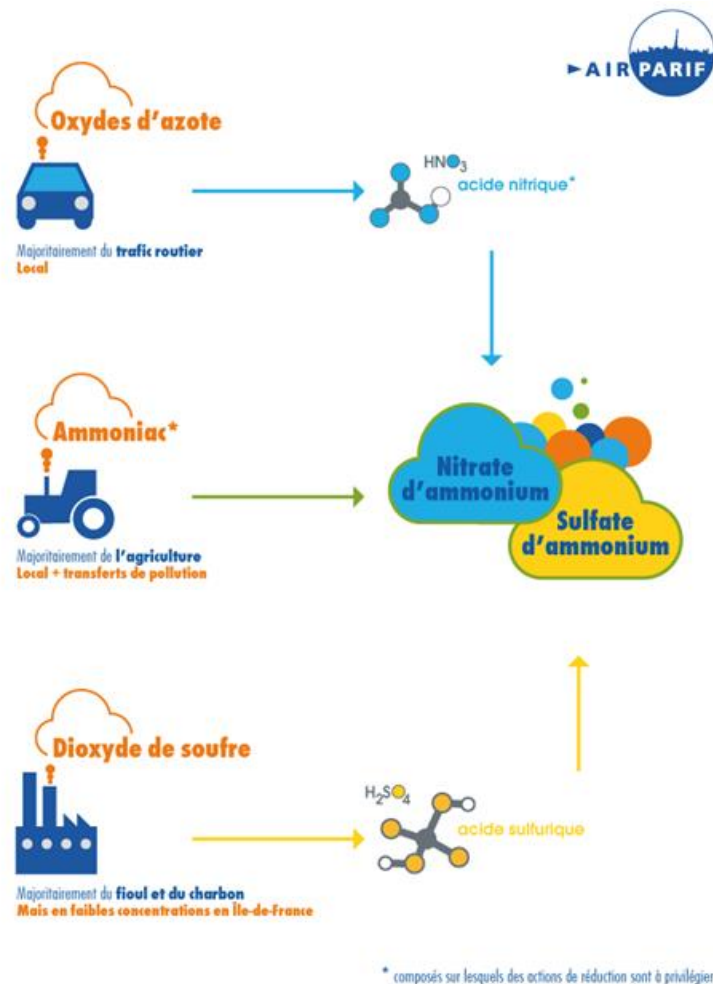 AIR PARIF
Oxydes d'azote
HNO₃
acide nitrique*
Majoritairement du trafic routier
Local
Ammoniac*
Nitrate
d'ammonium
Sulfate
d'ammonium
Majoritairement de l'agriculture
Local + transferts de pollution
Dioxyde de soufre
H₂SO₄
acide sulfurique
Majoritairement du fioul et du charbon
Mais en faibles concentrations en Île-de-France
* composés sur lesquels des actions de réduction sont à privilégier